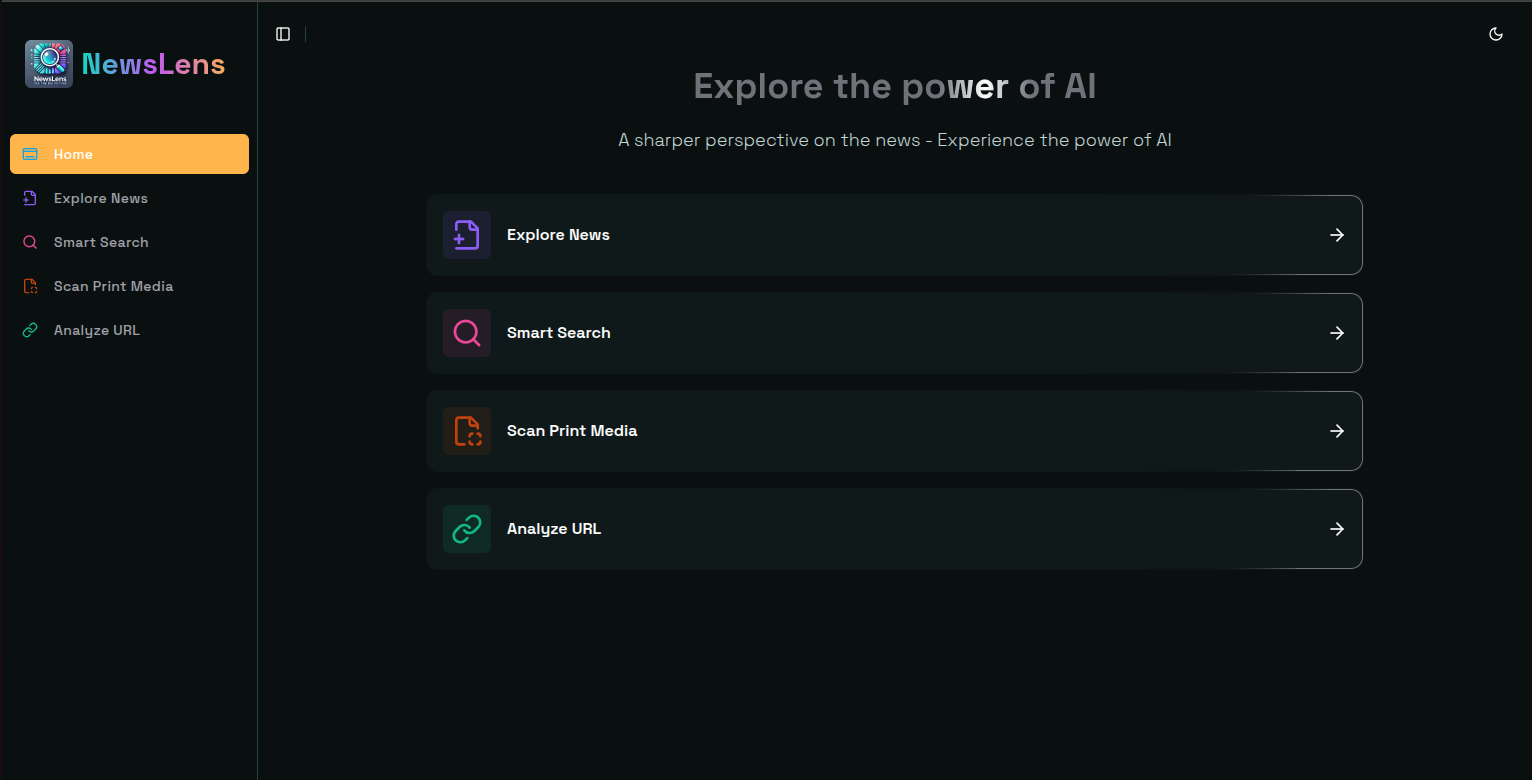 NewsLens
NewsLens
Home
Explore News
Smart Search
Scan Print Media
Analyze URL
Explore the power of AI
A sharper perspective on the news - Experience the power of AI
Explore News
Smart Search
Scan Print Media
Analyze URL